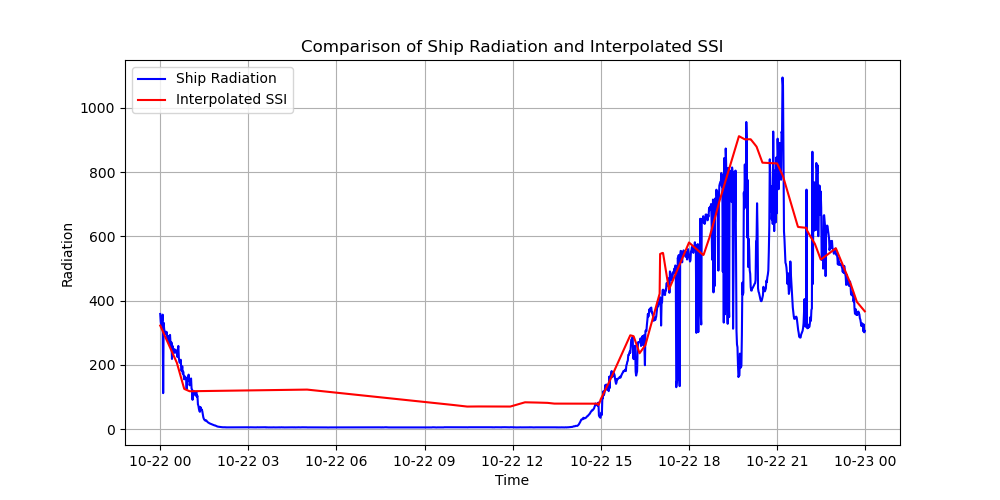 Comparison of Ship Radiation and Interpolated SSI
Ship Radiation
Interpolated SSI
Radiation
1000
800
600
400
200
0
10-22 00 10-22 03 10-22 06 10-22 09 10-22 12 10-22 15 10-22 18 10-22 21 10-23 00
Time